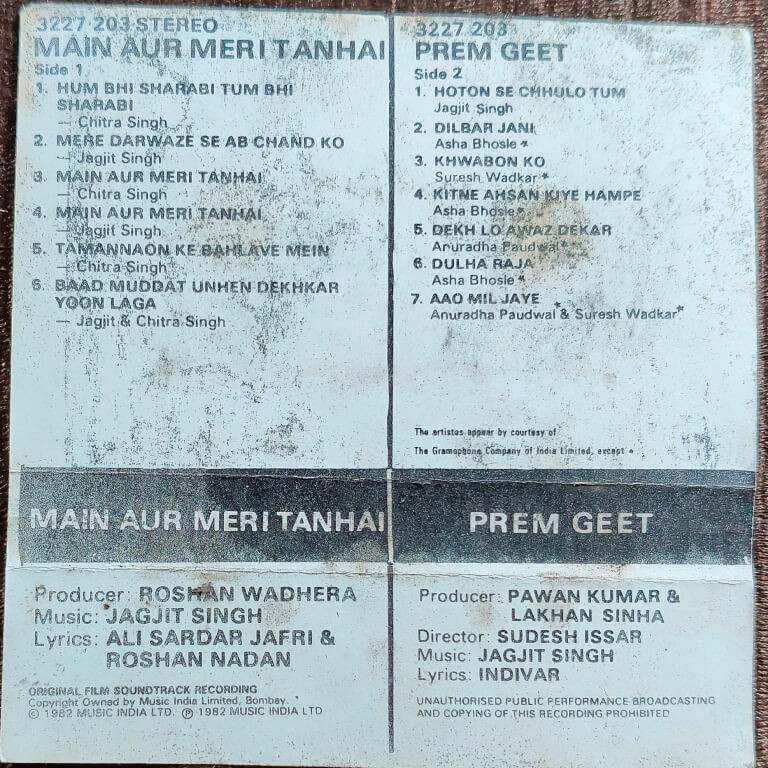 3227 203 STEREO
MAIN AUR MERI TANHAI
Side 1
1. HUM BHI SHARABI TUM BHI
SHARABI
— Chitra Singh
2. MERE DARWAZE SE AB CHAND KO
— Jagjit Singh
3. MAIN AUR MERI TANHAI
— Chitra Singh
4. MAIN AUR MERI TANHAI
— Jagjit Singh
5. TAMANNAON KE BAHLAVE MEIN
— Chitra Singh
6. BAAD MUDDAT UNHEN DEKHKAR
YOON LAGA
— Jagjit & Chitra Singh
3227 203
PREM GEET
Side 2
1. HOTON SE CHHULO TUM
Jagjit Singh
2. DILBAR JANI
Asha Bhosle *
3. KHWABON KO
Suresh Wadkar *
4. KITNE AHSAN KIYE HAMPE
Asha Bhosle *
5. DEKH LO AWAZ DEKAR
Anuradha Paudwal *
6. DULHA RAJA
Asha Bhosle *
7. AAO MIL JAYE
Anuradha Paudwal * & Suresh Wadkar *
The artistes appear by courtesy of
The Gramophone Company of India Limited, except *
MAIN AUR MERI TANHAI
PREM GEET
Producer: ROSHAN WADHERA
Music: JAGJIT SINGH
Lyrics: ALI SARDAR JAFRI &
ROSHAN NADAN
ORIGINAL FILM SOUNDTRACK RECORDING
Copyright Owned by Music India Limited, Bombay.
© 1982 MUSIC INDIA LTD. ℗ 1982 MUSIC INDIA LTD
Producer: PAWAN KUMAR &
LAKHAN SINHA
Director: SUDESH ISSAR
Music: JAGJIT SINGH
Lyrics: INDIVAR
UNAUTHORISED PUBLIC PERFORMANCE BROADCASTING
AND COPYING OF THIS RECORDING PROHIBITED